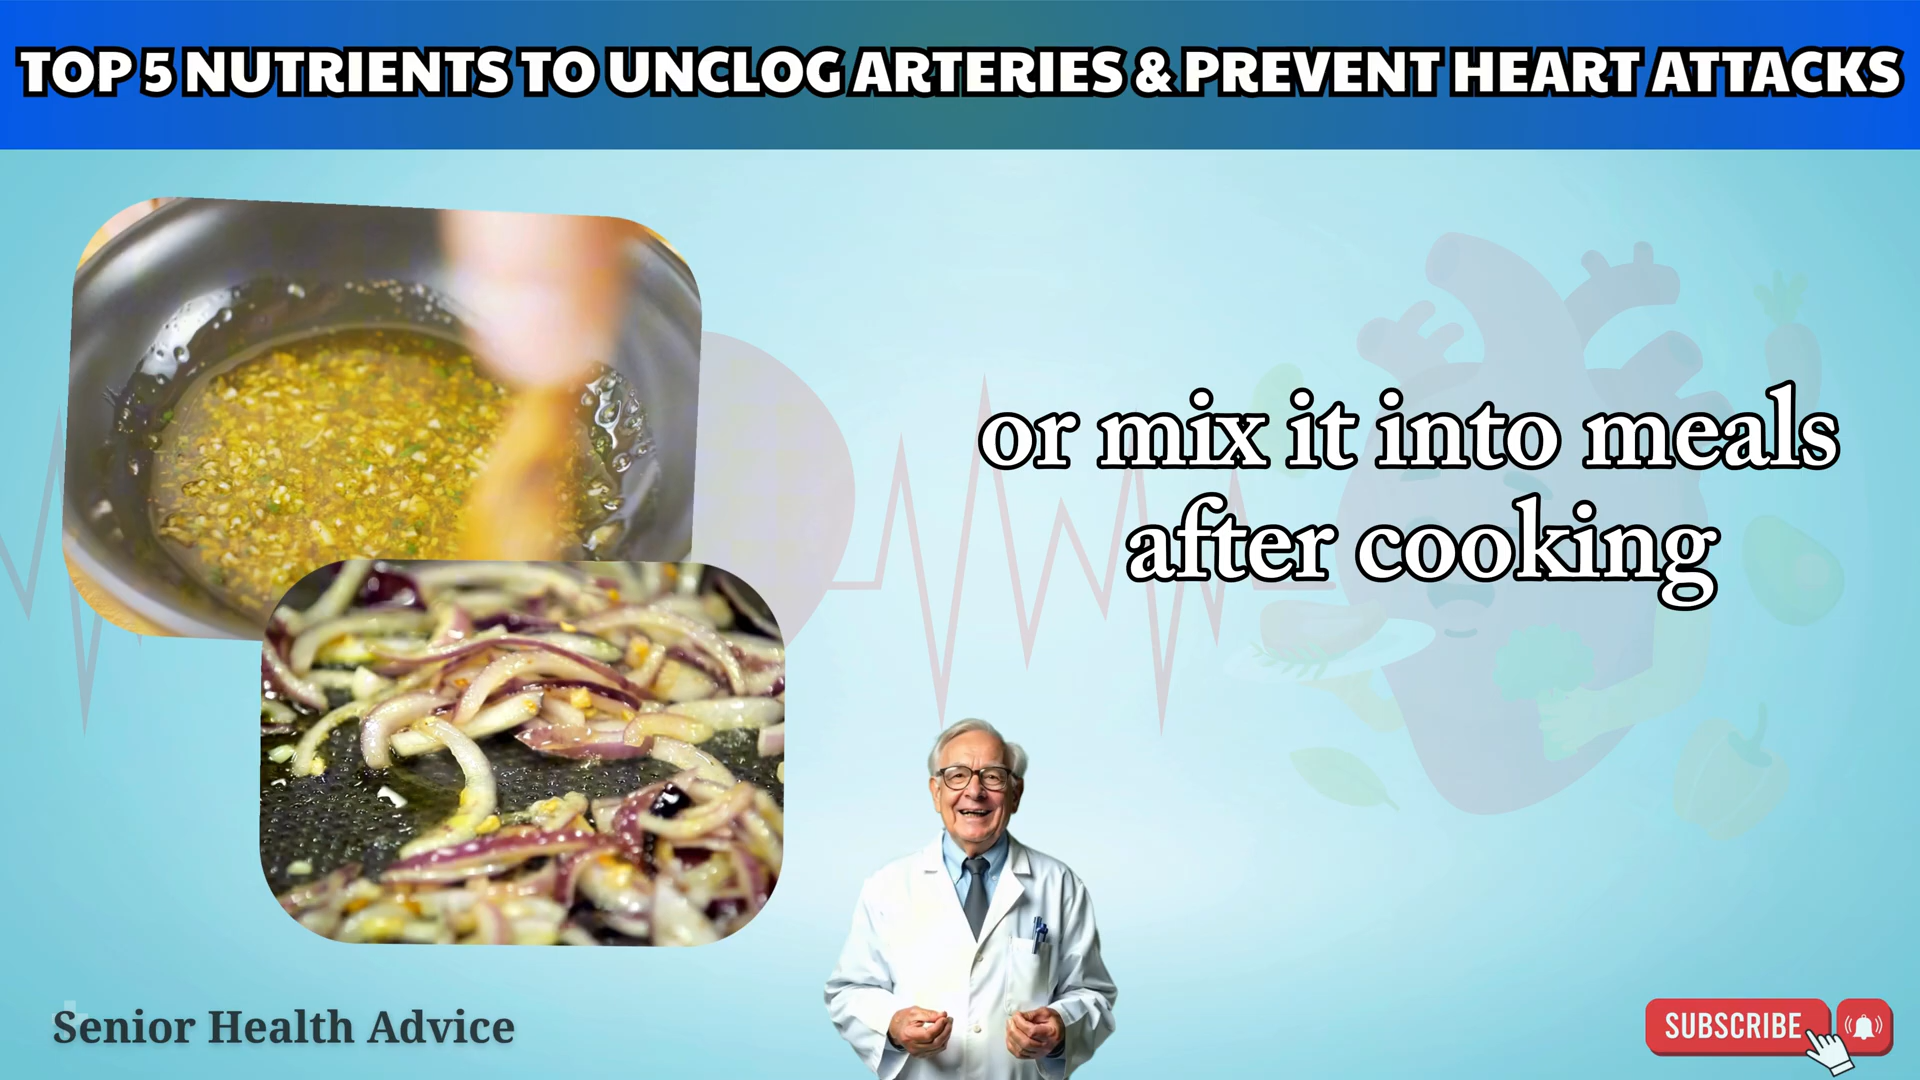 TOP 5 NUTRIENTS TO UNCLOG ARTERIES & PREVENT HEART ATTACKS
or mix it into meals
after cooking
Senior Health Advice
SUBSCRIBE